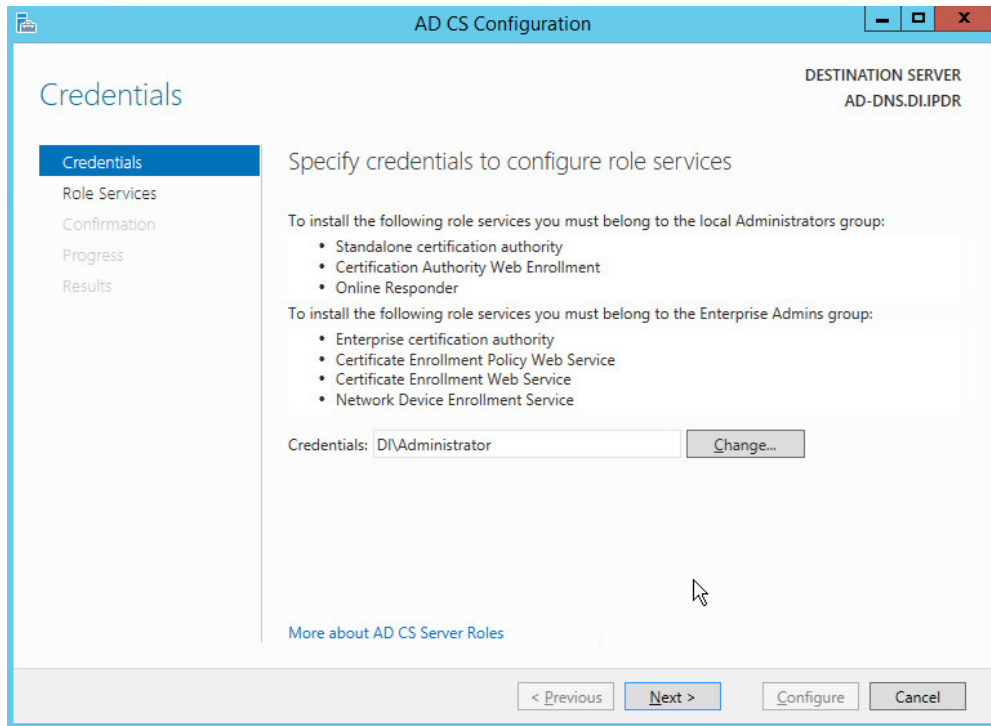 AD CS Configuration
Credentials
DESTINATION SERVER
AD-DNS.DI.IPDR
Credentials
Role Services
Confirmation
Progress
Results
Specify credentials to configure role services
To install the following role services you must belong to the local Administrators group:
• Standalone certification authority
• Certification Authority Web Enrollment
• Online Responder
To install the following role services you must belong to the Enterprise Admins group:
• Enterprise certification authority
• Certificate Enrollment Policy Web Service
• Certificate Enrollment Web Service
• Network Device Enrollment Service
Credentials: DI\Administrator Change...
More about AD CS Server Roles
< Previous Next > Configure Cancel